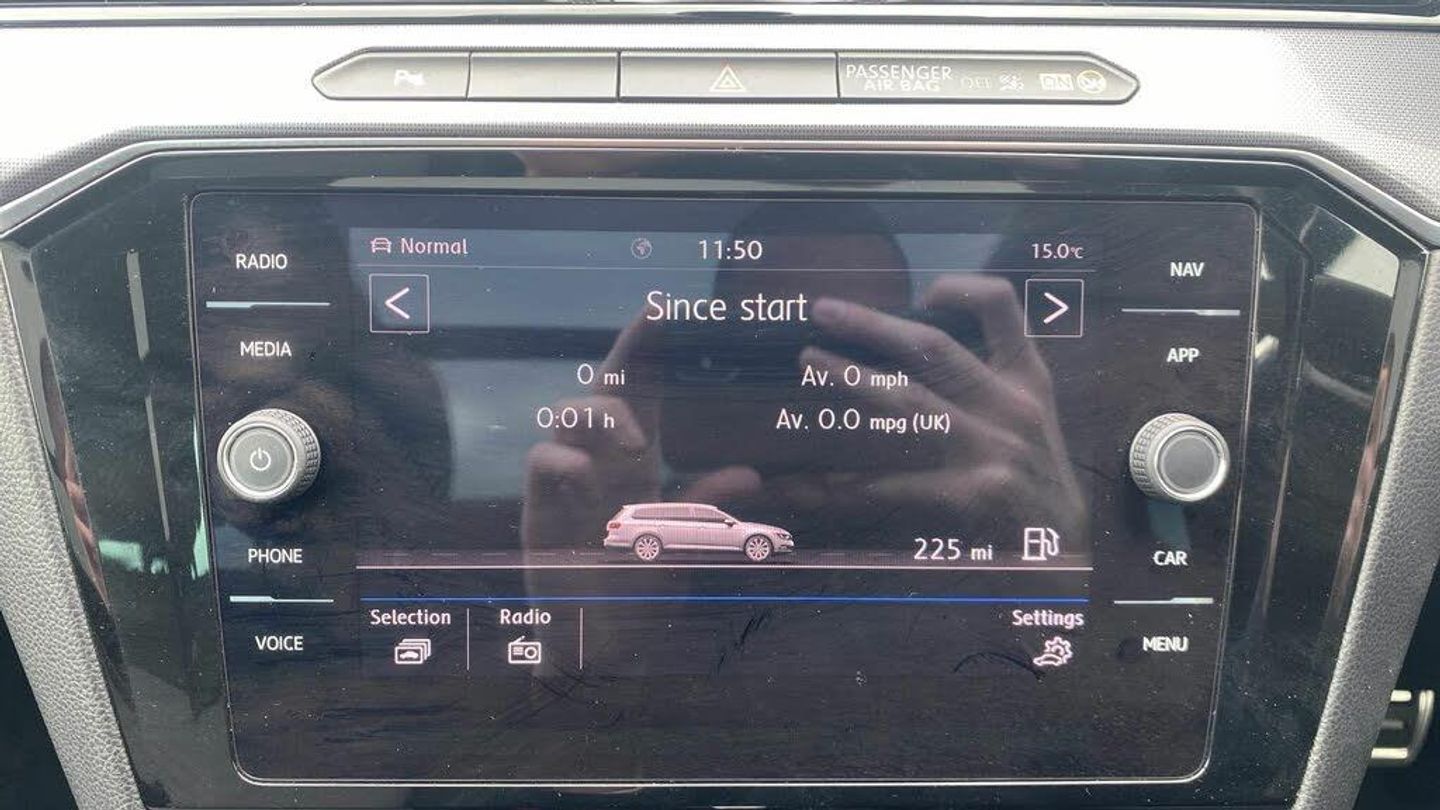 PASSENGER
AIR BAG OFF ON
RADIO
MEDIA
PHONE
VOICE
Normal 11:50 15.0°C
< Since start >
0 mi Av. 0 mph
0:01 h Av. 0.0 mpg (UK)
225 mi
Selection Radio Settings
NAV
APP
CAR
MENU